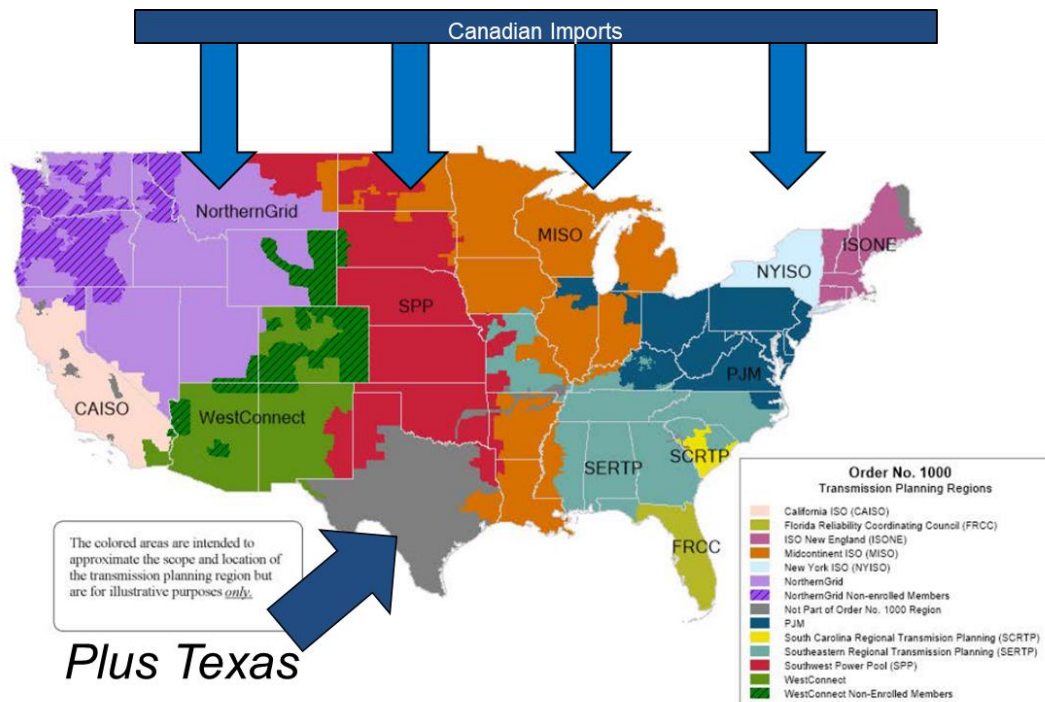 Canadian Imports
NorthernGrid
MISO
ISONE
NYISO
SPP
PJM
CAISO
WestConnect
SERTP
SCRTP
FRCC
The colored areas are intended to
approximate the scope and location of
the transmission planning region but
are for illustrative purposes only.
Plus Texas
Order No. 1000
Transmission Planning Regions
California ISO (CAISO)
Florida Reliability Coordinating Council (FRCC)
ISO New England (ISONE)
Midcontinent ISO (MISO)
New York ISO (NYISO)
NorthernGrid
NorthernGrid Non-enrolled Members
Not Part of Order No. 1000 Region
PJM
South Carolina Regional Transmision Planning (SCRTP)
Southeastern Regional Transmission Planning (SERTP)
Southwest Power Pool (SPP)
WestConnect
WestConnect Non-Enrolled Members